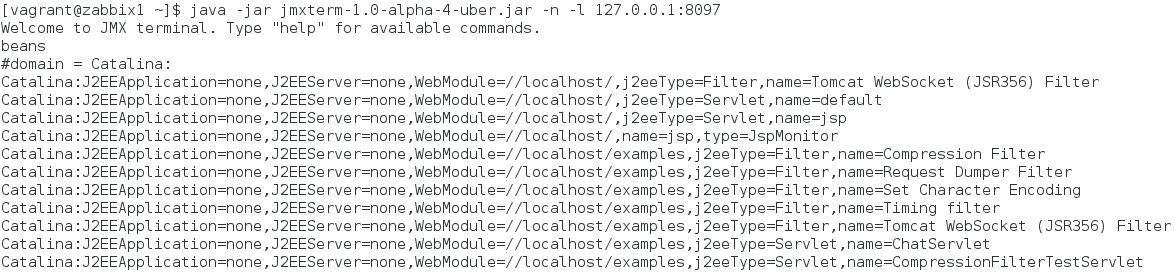 [vagrant@zabbix1 ~]$ java -jar jmxterm-1.0-alpha-4-uber.jar -n -l 127.0.0.1:8097
Welcome to JMX terminal. Type "help" for available commands.
beans
#domain = Catalina:
Catalina:J2EEApplication=none,J2EEServer=none,WebModule=//localhost/,j2eeType=Filter,name=Tomcat WebSocket (JSR356) Filter
Catalina:J2EEApplication=none,J2EEServer=none,WebModule=//localhost/,j2eeType=Servlet,name=default
Catalina:J2EEApplication=none,J2EEServer=none,WebModule=//localhost/,j2eeType=Servlet,name=jsp
Catalina:J2EEApplication=none,J2EEServer=none,WebModule=//localhost/,name=jsp,type=JspMonitor
Catalina:J2EEApplication=none,J2EEServer=none,WebModule=//localhost/examples,j2eeType=Filter,name=Compression Filter
Catalina:J2EEApplication=none,J2EEServer=none,WebModule=//localhost/examples,j2eeType=Filter,name=Request Dumper Filter
Catalina:J2EEApplication=none,J2EEServer=none,WebModule=//localhost/examples,j2eeType=Filter,name=Set Character Encoding
Catalina:J2EEApplication=none,J2EEServer=none,WebModule=//localhost/examples,j2eeType=Filter,name=Timing filter
Catalina:J2EEApplication=none,J2EEServer=none,WebModule=//localhost/examples,j2eeType=Filter,name=Tomcat WebSocket (JSR356) Filter
Catalina:J2EEApplication=none,J2EEServer=none,WebModule=//localhost/examples,j2eeType=Servlet,name=ChatServlet
Catalina:J2EEApplication=none,J2EEServer=none,WebModule=//localhost/examples,j2eeType=Servlet,name=CompressionFilterTestServlet